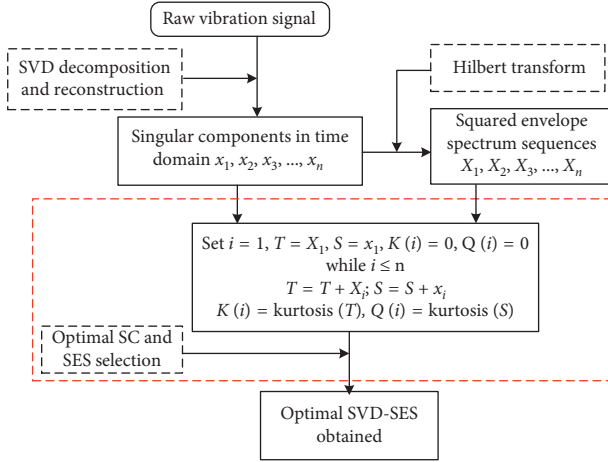 Raw vibration signal
SVD decomposition
and reconstruction
Hilbert transform
Singular components in time
domain x₁, x₂, x₃, ..., xₙ
Squared envelope
spectrum sequences
X₁, X₂, X₃, ..., Xₙ
Set i = 1, T = X₁, S = x₁, K (i) = 0, Q (i) = 0
while i ≤ n
T = T + Xᵢ; S = S + xᵢ
K (i) = kurtosis (T), Q (i) = kurtosis (S)
Optimal SC and
SES selection
Optimal SVD-SES
obtained